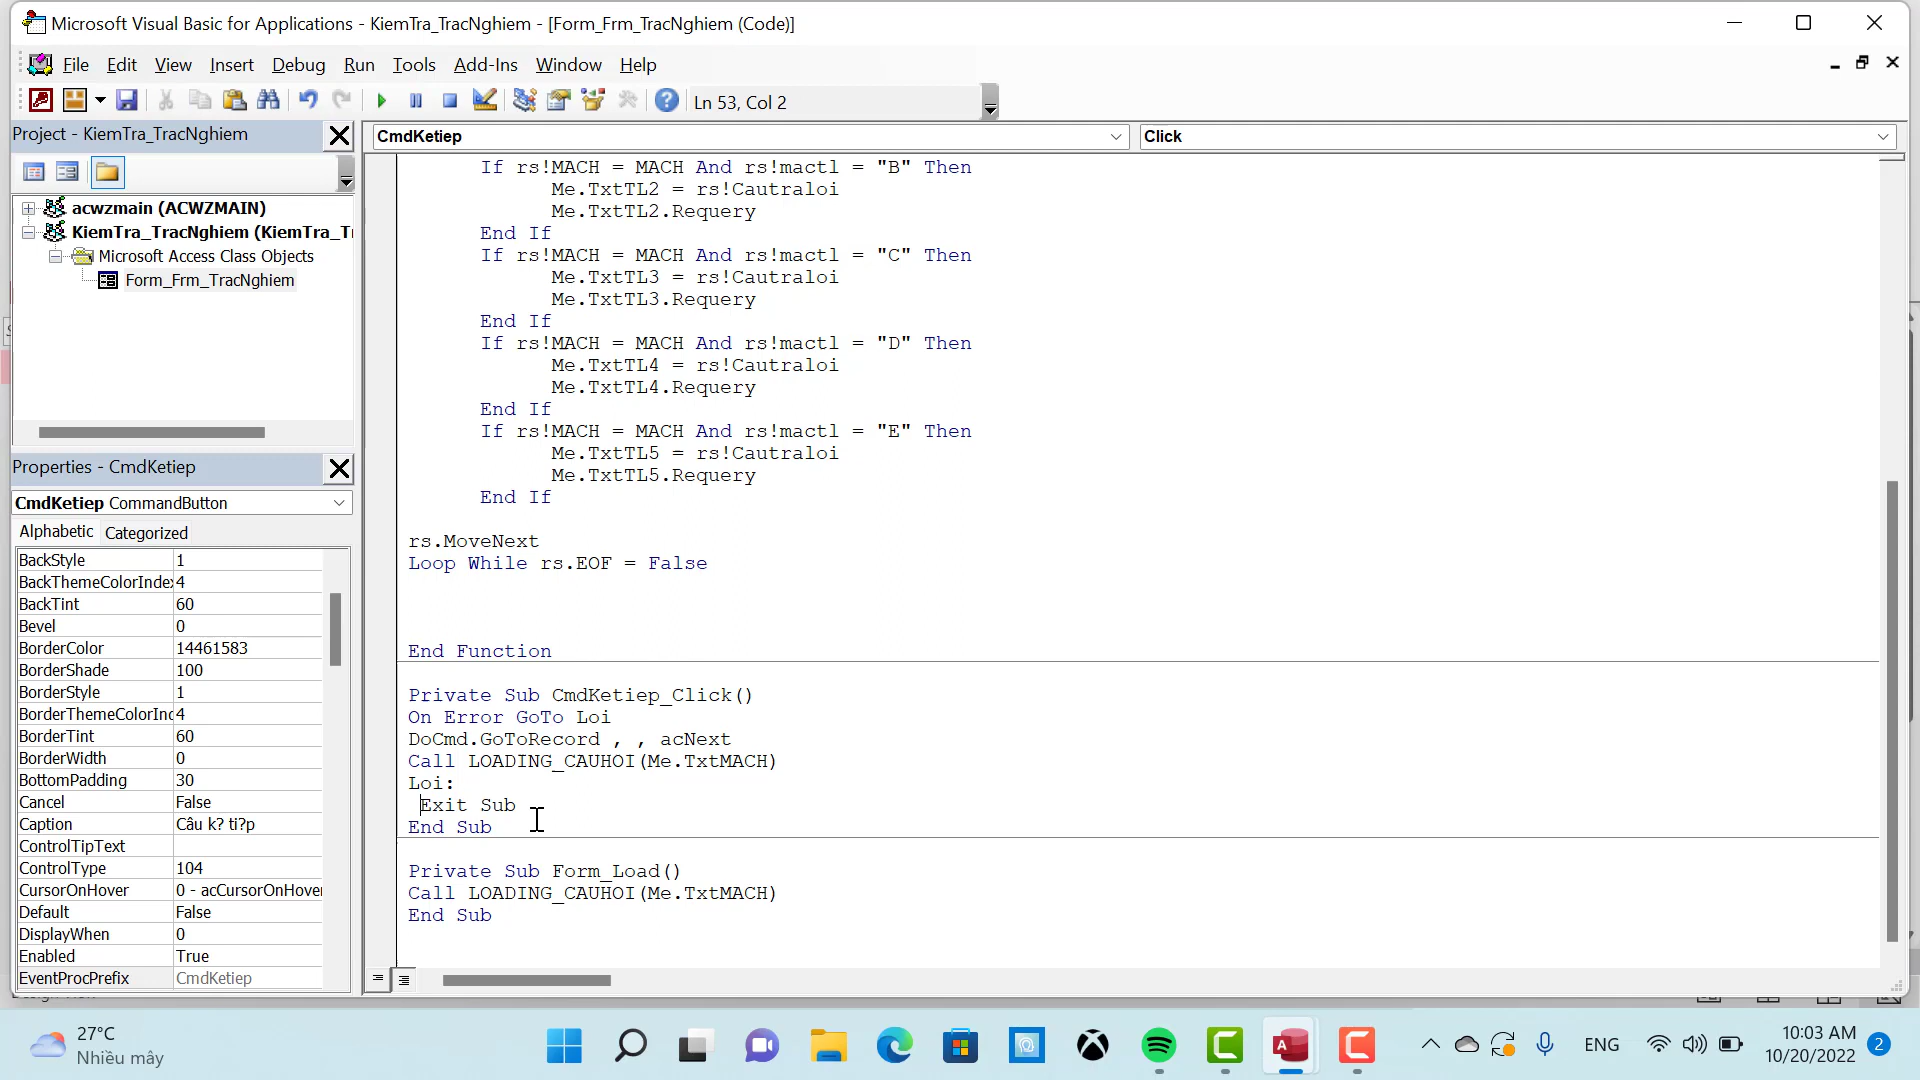 Microsoft Visual Basic for Applications - KiemTra_TracNghiem - [Form_Frm_TracNghiem (Code)]
File Edit View Insert Debug Run Tools Add-Ins Window Help
Ln 53, Col 2
Project - KiemTra_TracNghiem
acwzmain (ACWZMAIN)
KiemTra_TracNghiem (KiemTra_T
Microsoft Access Class Objects
Form_Frm_TracNghiem
Properties - CmdKetiep
CmdKetiep CommandButton
Alphabetic Categorized
BackStyle 1
BackThemeColorIndex 4
BackTint 60
Bevel 0
BorderColor 14461583
BorderShade 100
BorderStyle 1
BorderThemeColorInd 4
BorderTint 60
BorderWidth 0
BottomPadding 30
Cancel False
Caption Câu k? ti?p
ControlTipText
ControlType 104
CursorOnHover 0 - acCursorOnHover
Default False
DisplayWhen 0
Enabled True
EventProcPrefix CmdKetiep
CmdKetiep Click
If rs!MACH = MACH And rs!mactl = "B" Then
Me.TxtTL2 = rs!Cautraloi
Me.TxtTL2.Requery
End If
If rs!MACH = MACH And rs!mactl = "C" Then
Me.TxtTL3 = rs!Cautraloi
Me.TxtTL3.Requery
End If
If rs!MACH = MACH And rs!mactl = "D" Then
Me.TxtTL4 = rs!Cautraloi
Me.TxtTL4.Requery
End If
If rs!MACH = MACH And rs!mactl = "E" Then
Me.TxtTL5 = rs!Cautraloi
Me.TxtTL5.Requery
End If
rs.MoveNext
Loop While rs.EOF = False
End Function
Private Sub CmdKetiep_Click()
On Error GoTo Loi
DoCmd.GoToRecord , , acNext
Call LOADING_CAUHOI(Me.TxtMACH)
Loi:
Exit Sub
End Sub
Private Sub Form_Load()
Call LOADING_CAUHOI(Me.TxtMACH)
End Sub
27°C
Nhiều mây
ENG
10:03 AM
10/20/2022
2